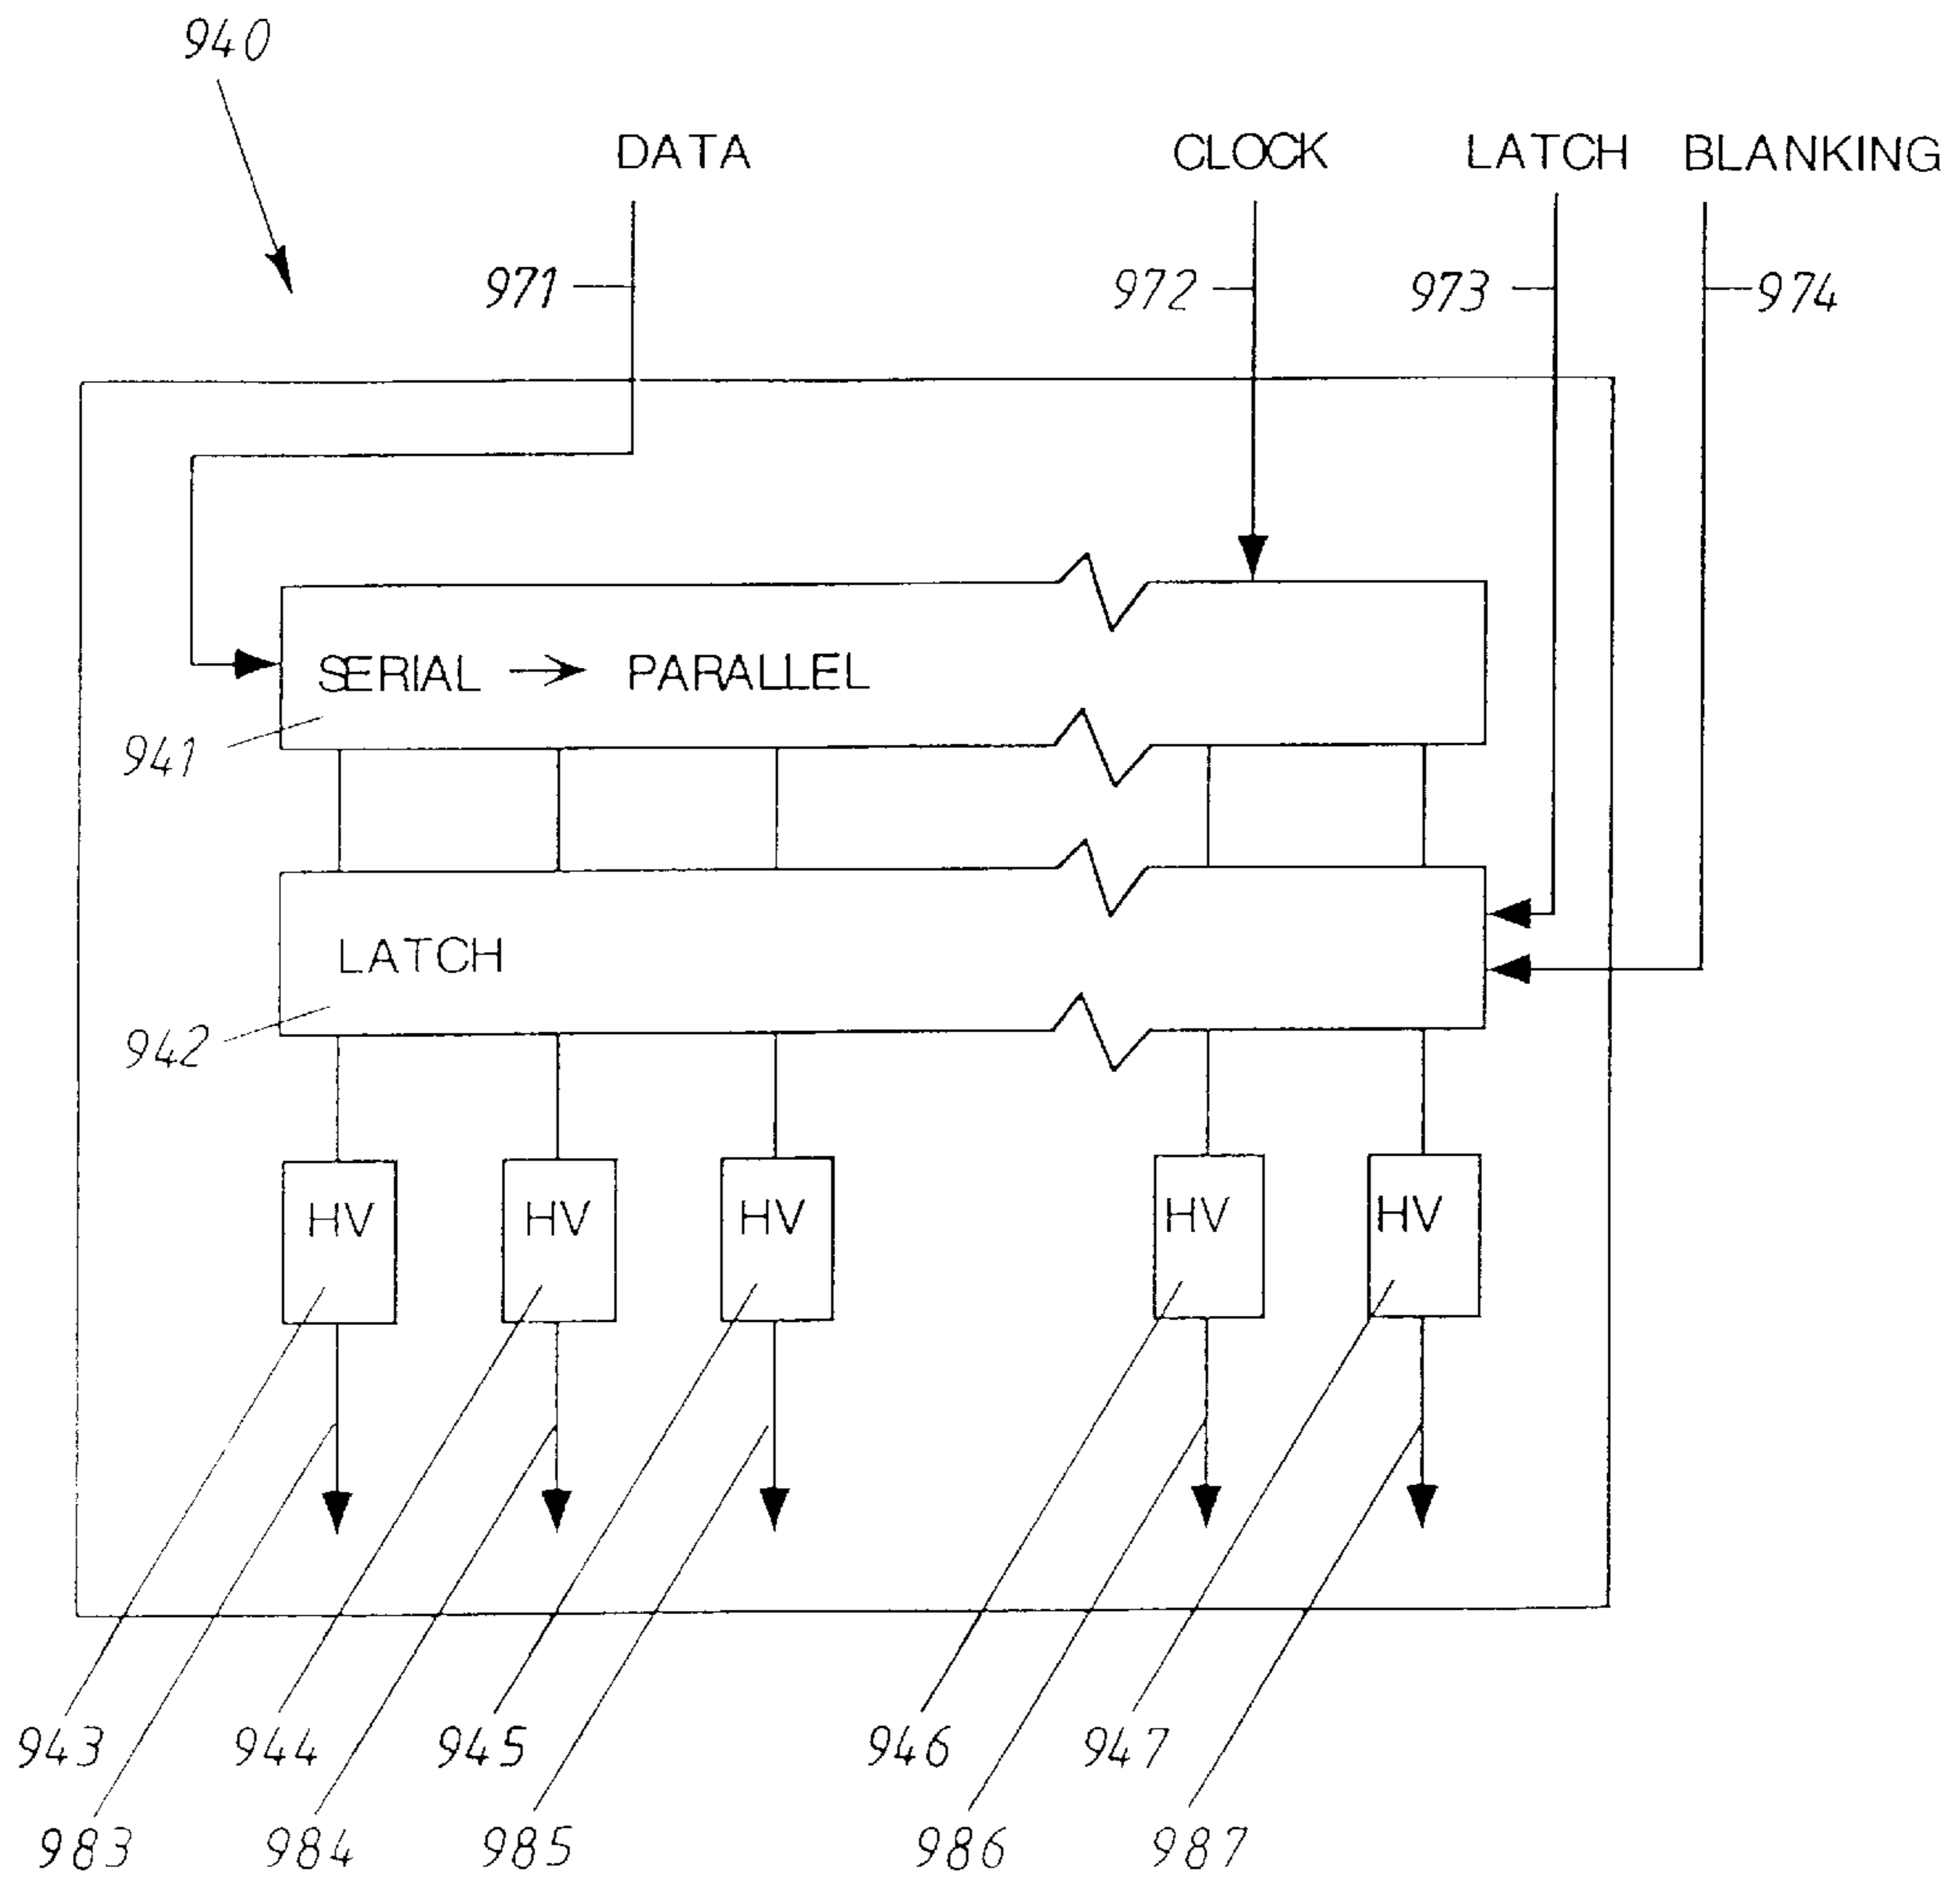 940
DATA CLOCK LATCH BLANKING
971 972 973 974
SERIAL → PARALLEL
941
LATCH
942
HV HV HV HV HV
943 944 945 946 947
983 984 985 986 987